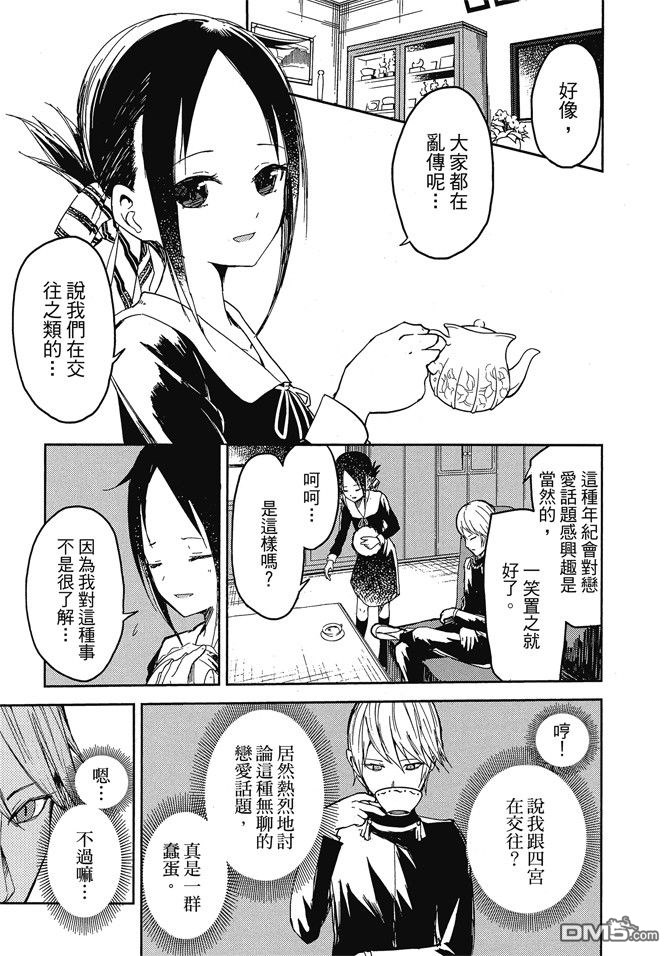 好像，
大家都在
亂傳呢…
說我們在交
往之類的…
這種年紀會對戀
愛話題感興趣是
當然的，
一笑置之就
好了。
呵呵…
是這樣嗎？
因為我對這種事
不是很了解…
哼！
說我跟四宮
在交往？
居然熱烈地討
論這種無聊的
戀愛話題，
真是一群
蠢蛋。
嗯…
不過嘛…
DM5.com